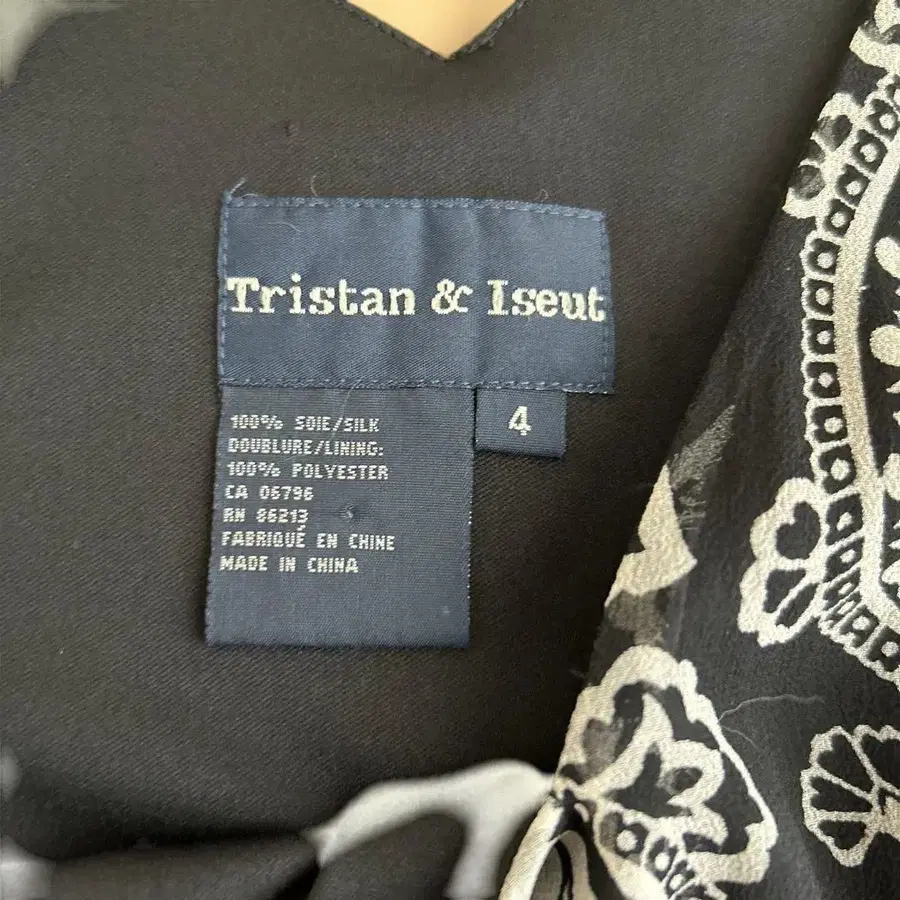 Tristan & Iseut
4
100% SOIE/SILK
DOUBLURE/LINING:
100% POLYESTER
CA 06796
RN 86213
FABRIQUÉ EN CHINE
MADE IN CHINA